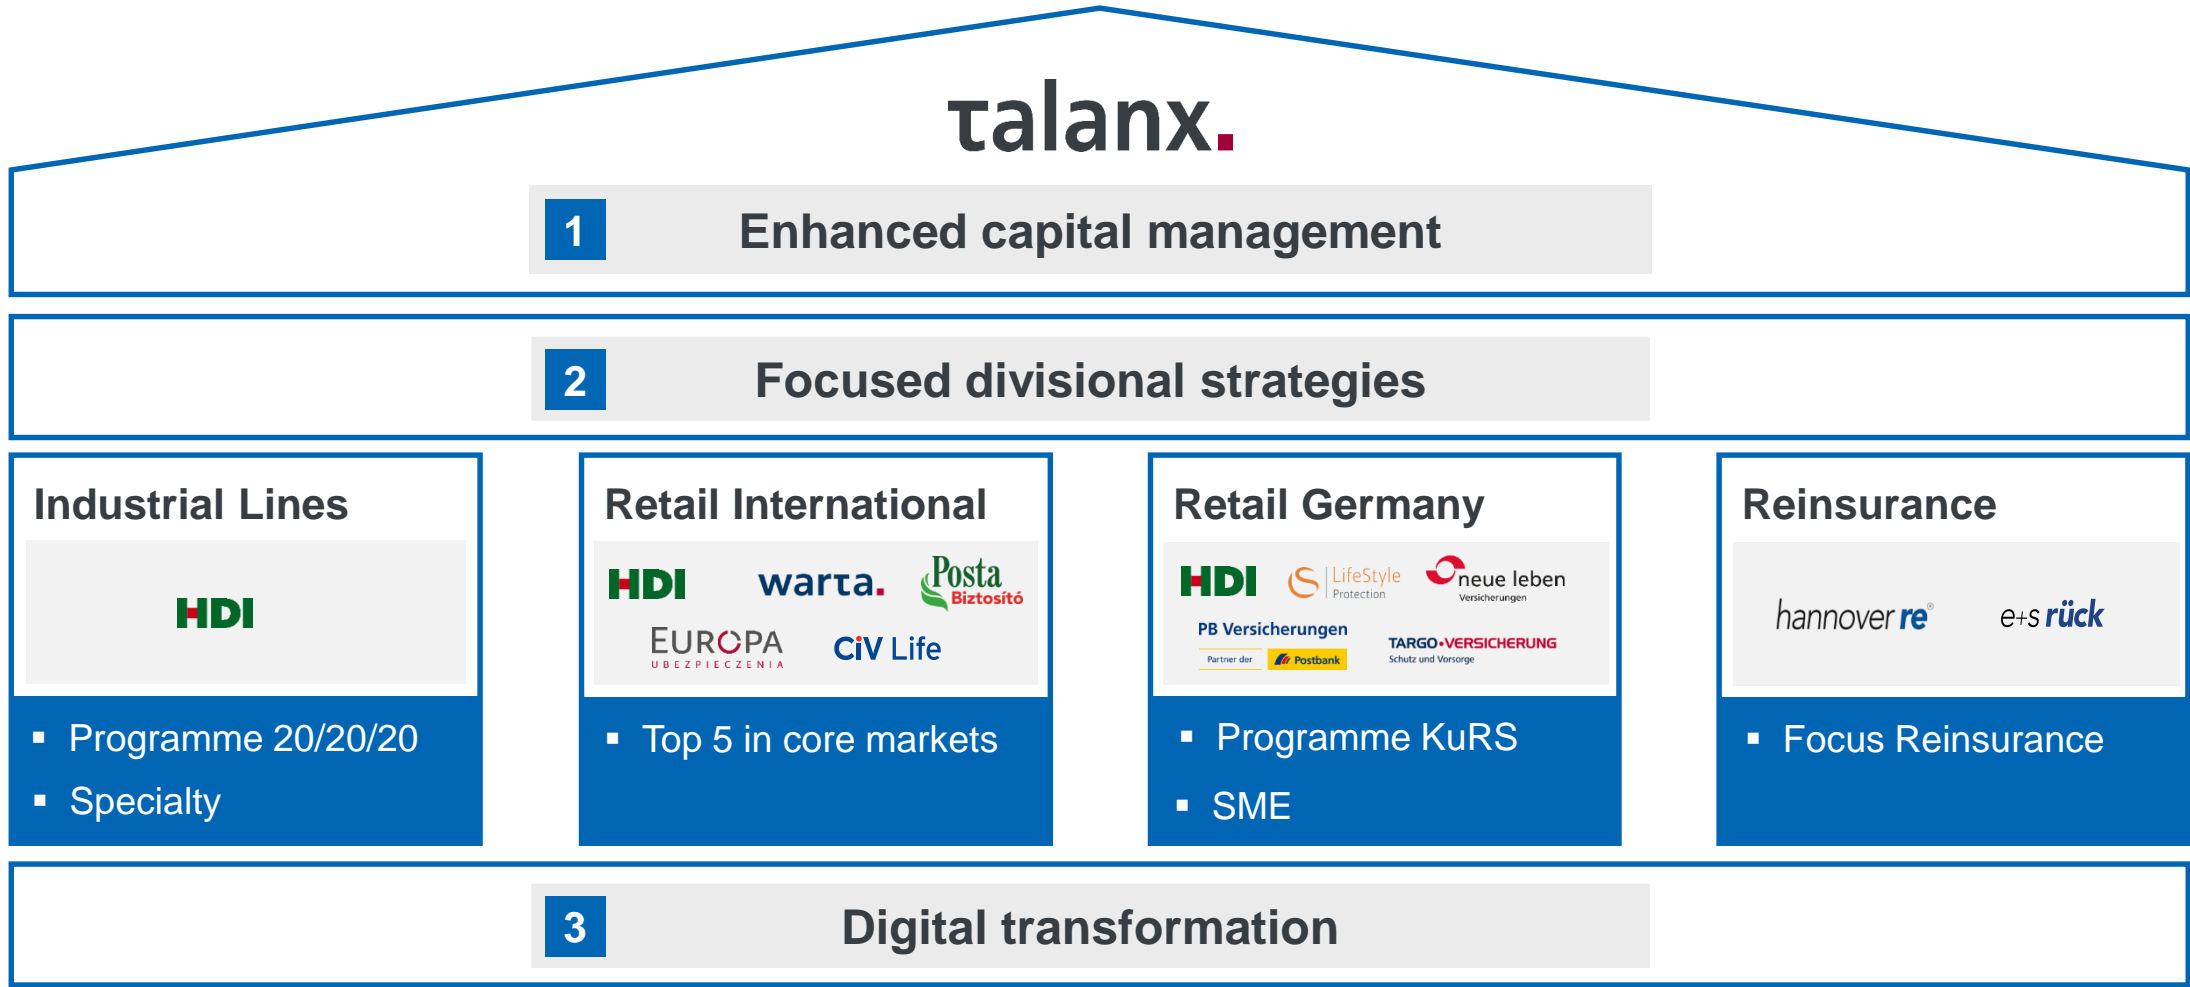 τalanx.
1 Enhanced capital management
2 Focused divisional strategies
Industrial Lines
HDI
▪ Programme 20/20/20
▪ Specialty
Retail International
HDI warta. Posta
Biztosító
EUROPA
UBEZPIECZENIA
CiV Life
▪ Top 5 in core markets
Retail Germany
HDI
S LifeStyle
Protection
neue leben
Versicherungen
PB Versicherungen
Partner der Postbank
TARGO•VERSICHERUNG
Schutz und Vorsorge
▪ Programme KuRS
▪ SME
Reinsurance
hannover re®
e+s rück
▪ Focus Reinsurance
3 Digital transformation